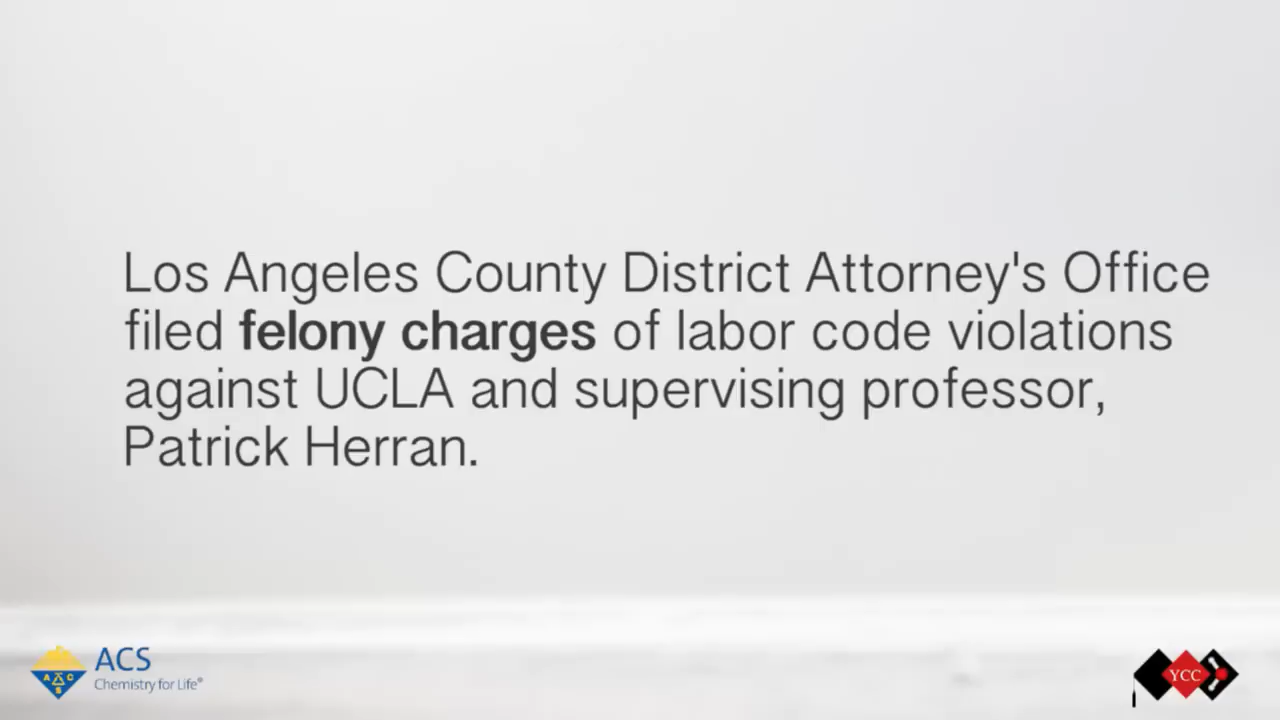 Los Angeles County District Attorney's Office
filed felony charges of labor code violations
against UCLA and supervising professor,
Patrick Herran.
ACS
Chemistry for Life®
A C S
YCC